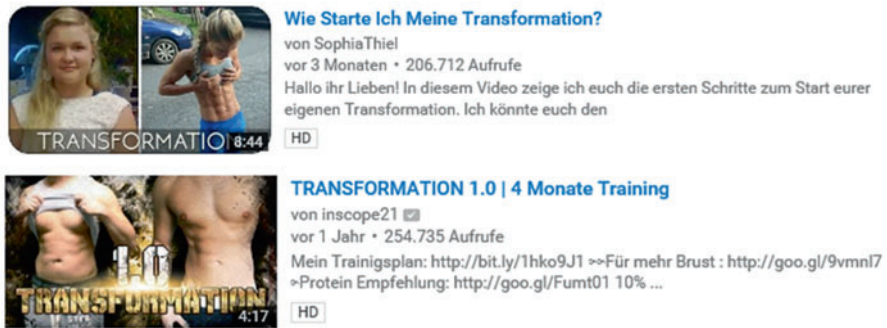 Wie Starte Ich Meine Transformation?
von SophiaThiel
vor 3 Monaten • 206.712 Aufrufe
Hallo ihr Lieben! In diesem Video zeige ich euch die ersten Schritte zum Start eurer
eigenen Transformation. Ich könnte euch den
HD
TRANSFORMATIO 8:44
TRANSFORMATION 1.0 | 4 Monate Training
von inscope21
vor 1 Jahr • 254.735 Aufrufe
Mein Trainigsplan: http://bit.ly/1hko9J1 >>Für mehr Brust : http://goo.gl/9vmnl7
>Protein Empfehlung: http://goo.gl/Fumt01 10% ...
HD
1.0
TRANSFORMATION
4:17